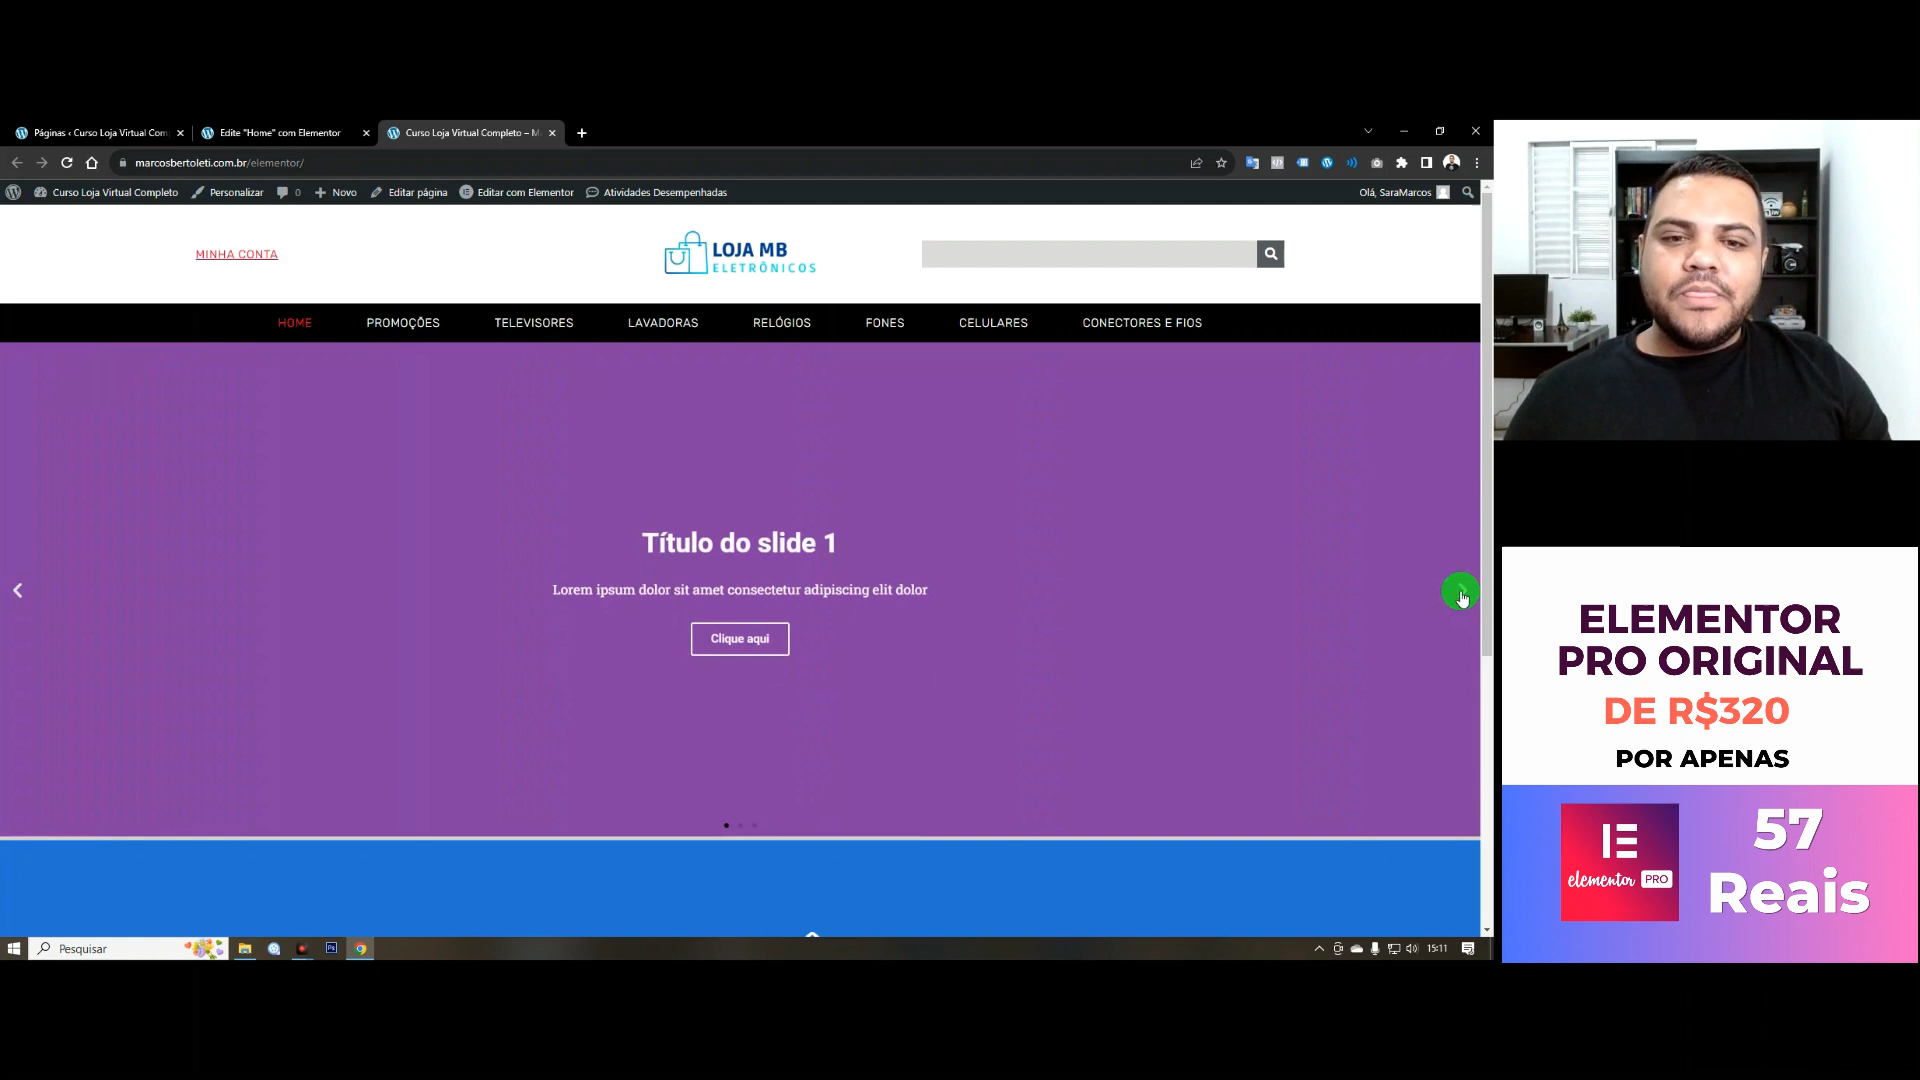 Páginas ‹ Curso Loja Virtual Com
Edite "Home" com Elementor
Curso Loja Virtual Completo – M
marcosbertoleti.com.br/elementor/
Curso Loja Virtual Completo
Personalizar
0
Novo
Editar página
Editar com Elementor
Atividades Desempenhadas
Olá, SaraMarcos
MINHA CONTA
LOJA MB
ELETRÔNICOS
HOME
PROMOÇÕES
TELEVISORES
LAVADORAS
RELÓGIOS
FONES
CELULARES
CONECTORES E FIOS
Título do slide 1
Lorem ipsum dolor sit amet consectetur adipiscing elit dolor
Clique aqui
Pesquisar
Ps
15:11
ELEMENTOR
PRO ORIGINAL
DE R$320
POR APENAS
elementor PRO
57
Reais